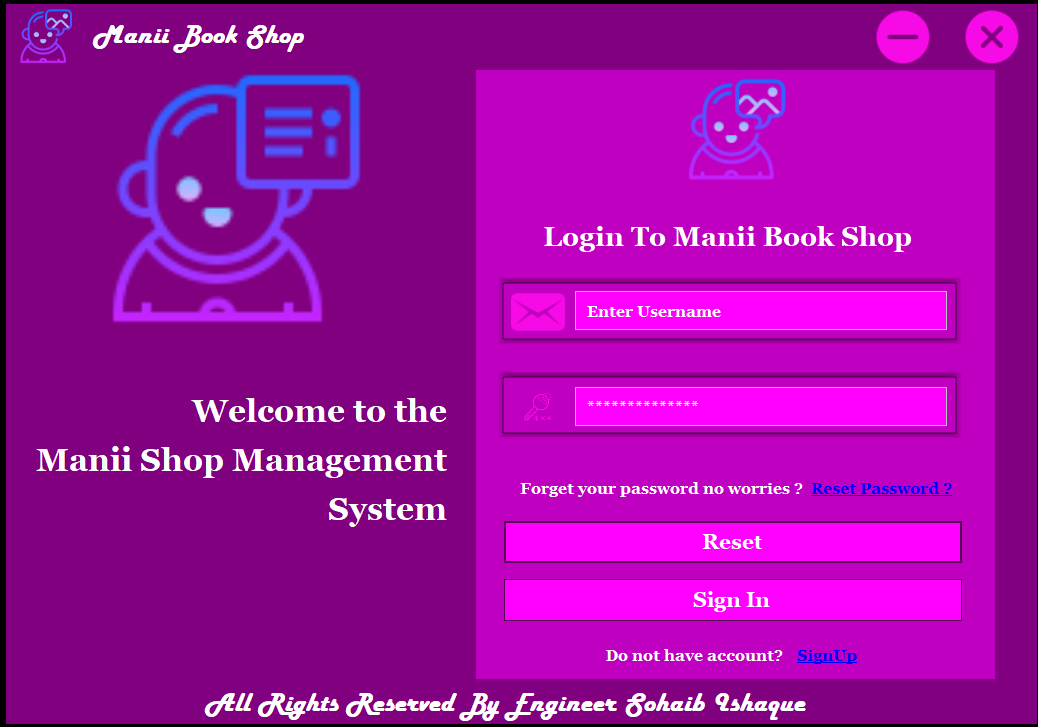 Manii Book Shop
Welcome to the
Manii Shop Management
System
Login To Manii Book Shop
Enter Username
**************
Forget your password no worries ? Reset Password ?
Reset
Sign In
Do not have account? SignUp
All Rights Reserved By Engineer Sohaib Ishaque